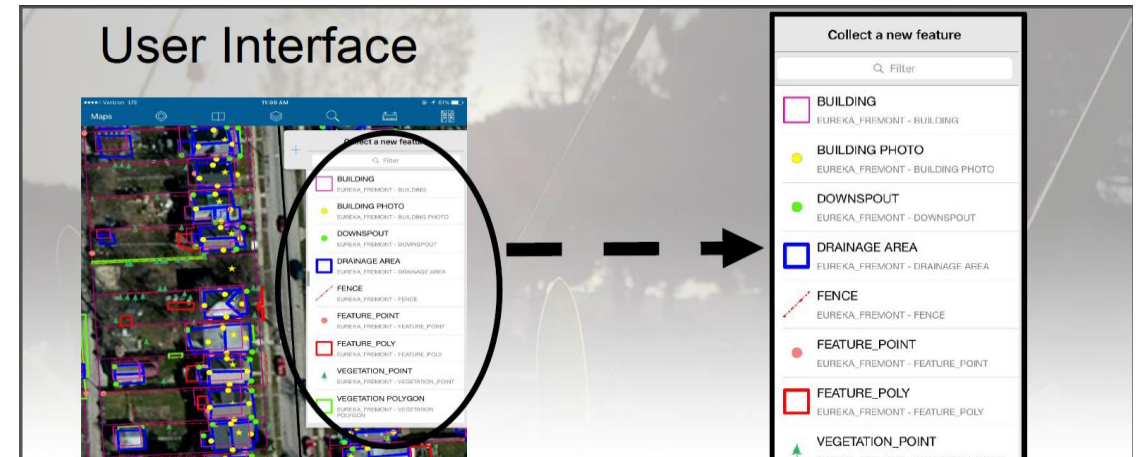 User Interface
Verizon LTE 11:09 AM 61%
Maps
Collect a new feature
Filter
BUILDING
EUREKA_FREMONT - BUILDING
BUILDING PHOTO
EUREKA_FREMONT - BUILDING PHOTO
DOWNSPOUT
EUREKA_FREMONT - DOWNSPOUT
DRAINAGE AREA
EUREKA_FREMONT - DRAINAGE AREA
FENCE
EUREKA_FREMONT - FENCE
FEATURE_POINT
EUREKA_FREMONT - FEATURE_POINT
FEATURE_POLY
EUREKA_FREMONT - FEATURE_POLY
VEGETATION_POINT
EUREKA_FREMONT - VEGETATION_POINT
VEGETATION POLYGON
EUREKA_FREMONT - VEGETATION
POLYGON
Collect a new feature
Filter
BUILDING
EUREKA_FREMONT - BUILDING
BUILDING PHOTO
EUREKA_FREMONT - BUILDING PHOTO
DOWNSPOUT
EUREKA_FREMONT - DOWNSPOUT
DRAINAGE AREA
EUREKA_FREMONT - DRAINAGE AREA
FENCE
EUREKA_FREMONT - FENCE
FEATURE_POINT
EUREKA_FREMONT - FEATURE_POINT
FEATURE_POLY
EUREKA_FREMONT - FEATURE_POLY
VEGETATION_POINT